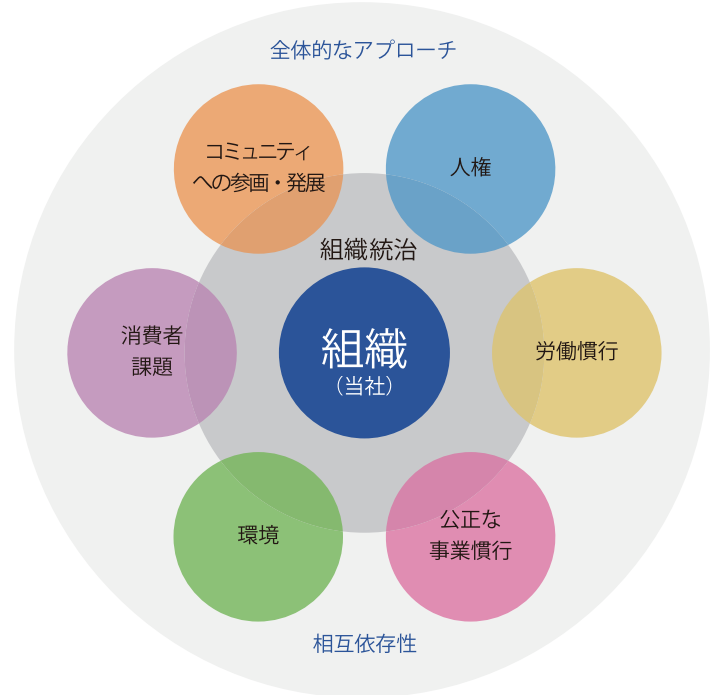 全体的なアプローチ
コミュニティ
への参画・発展
人権
組織統治
組織
（当社）
消費者
課題
労働慣行
環境
公正な
事業慣行
相互依存性